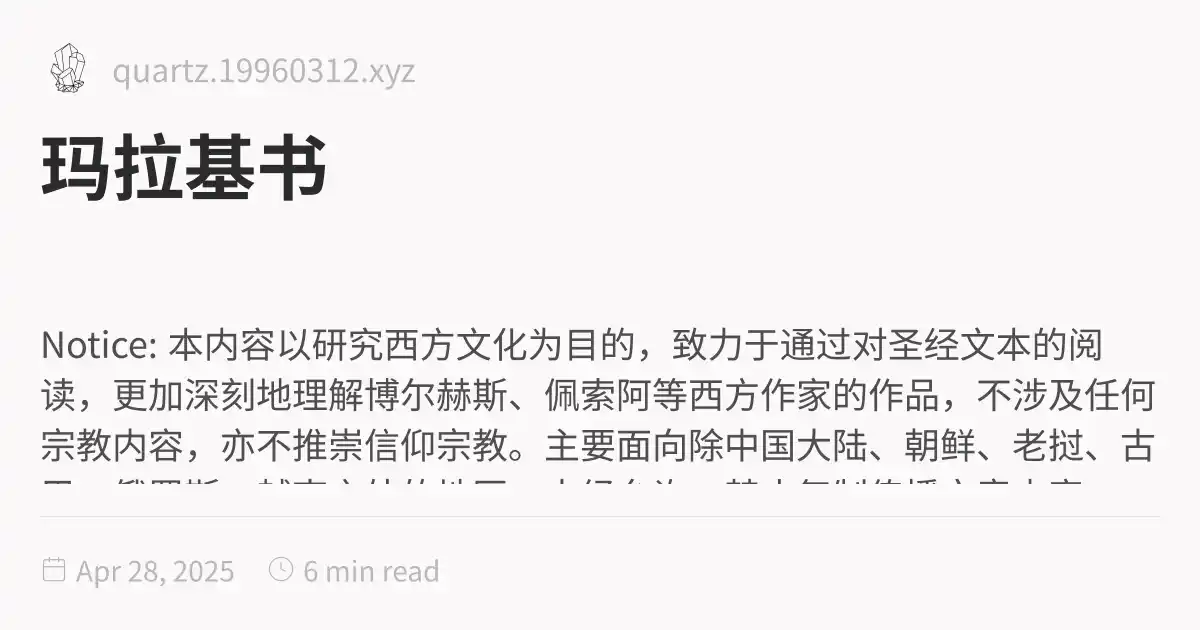 quartz.19960312.xyz
玛拉基书
Notice: 本内容以研究西方文化为目的，致力于通过对圣经文本的阅
读，更加深刻地理解博尔赫斯、佩索阿等西方作家的作品，不涉及任何
宗教内容，亦不推崇信仰宗教。主要面向除中国大陆、朝鲜、老挝、古
Apr 28, 2025
6 min read